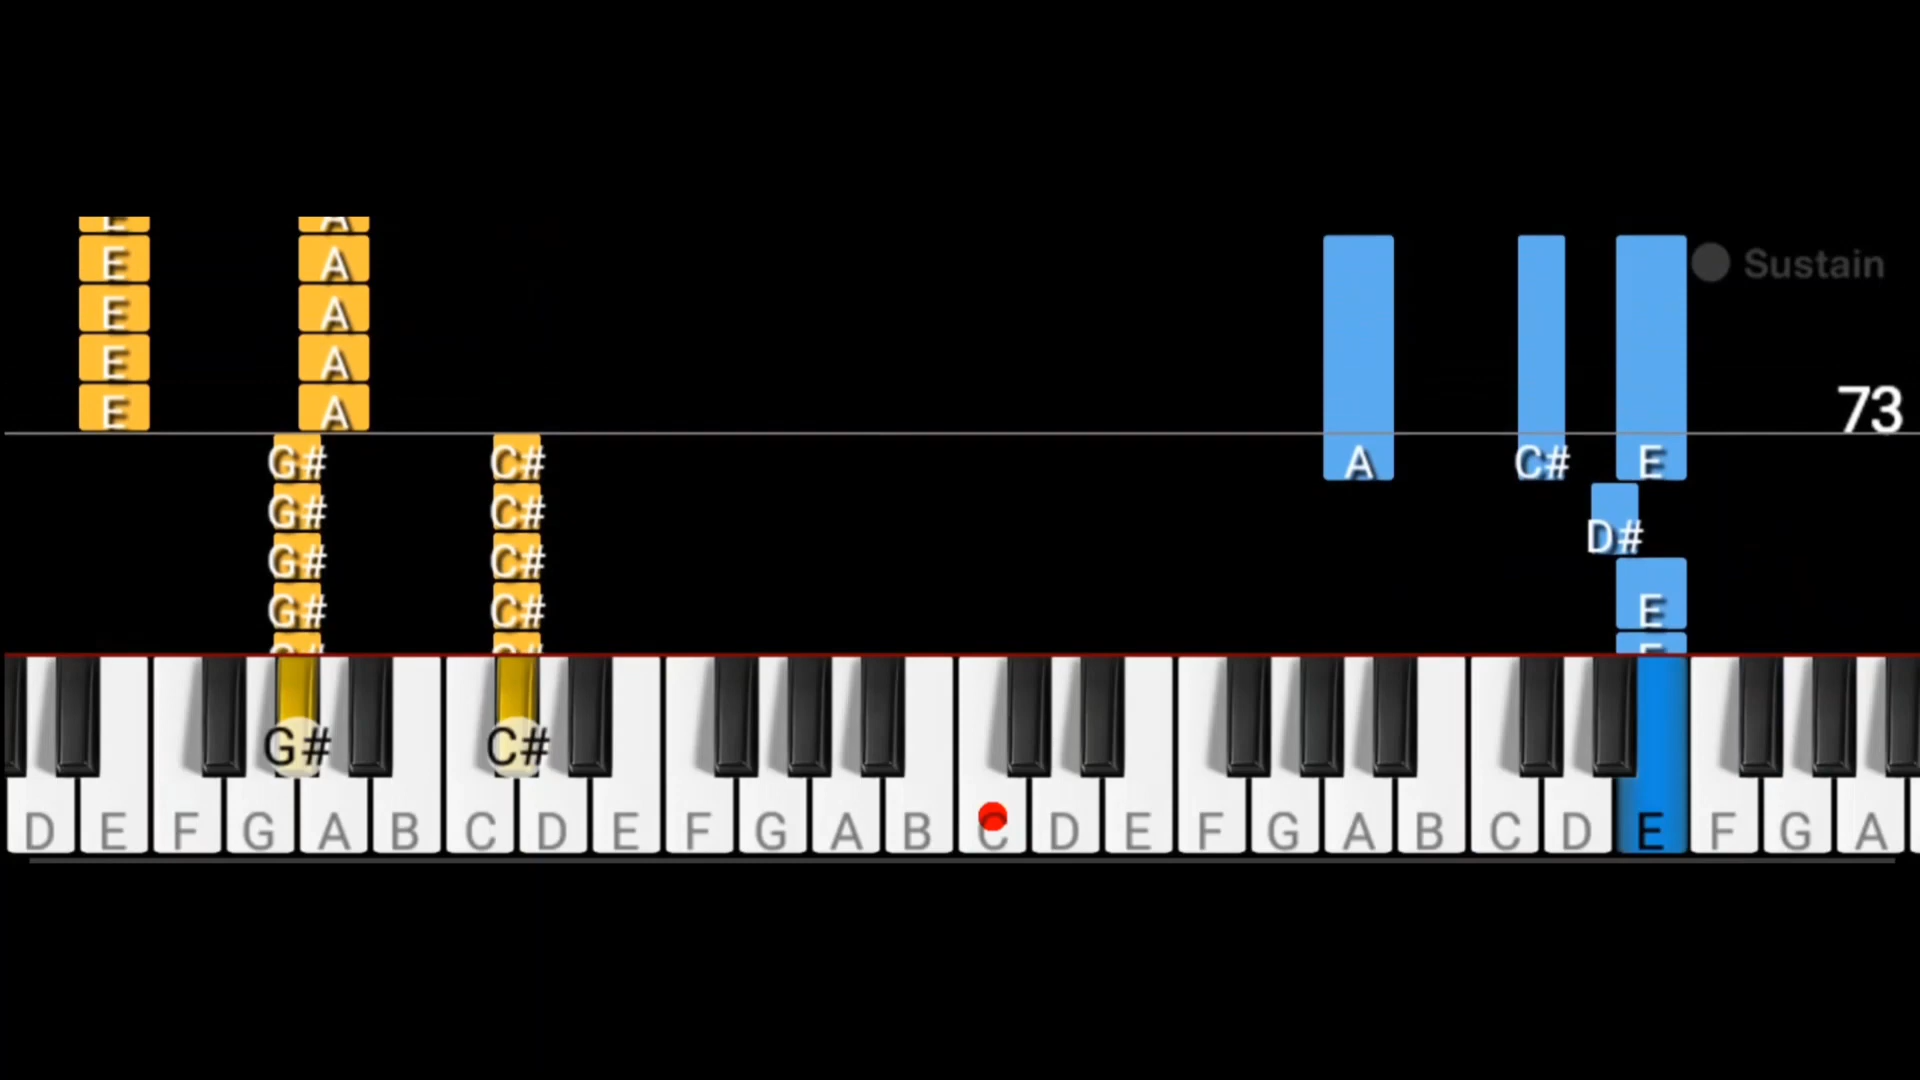 E A
E A Sustain
E A
E A
E A 73
G# C# A C# E
G# C# D#
G# C#
G# C# E
G# C# E
G# C#
D E F G A B C D E F G A B C D E F G A B C D E F G A